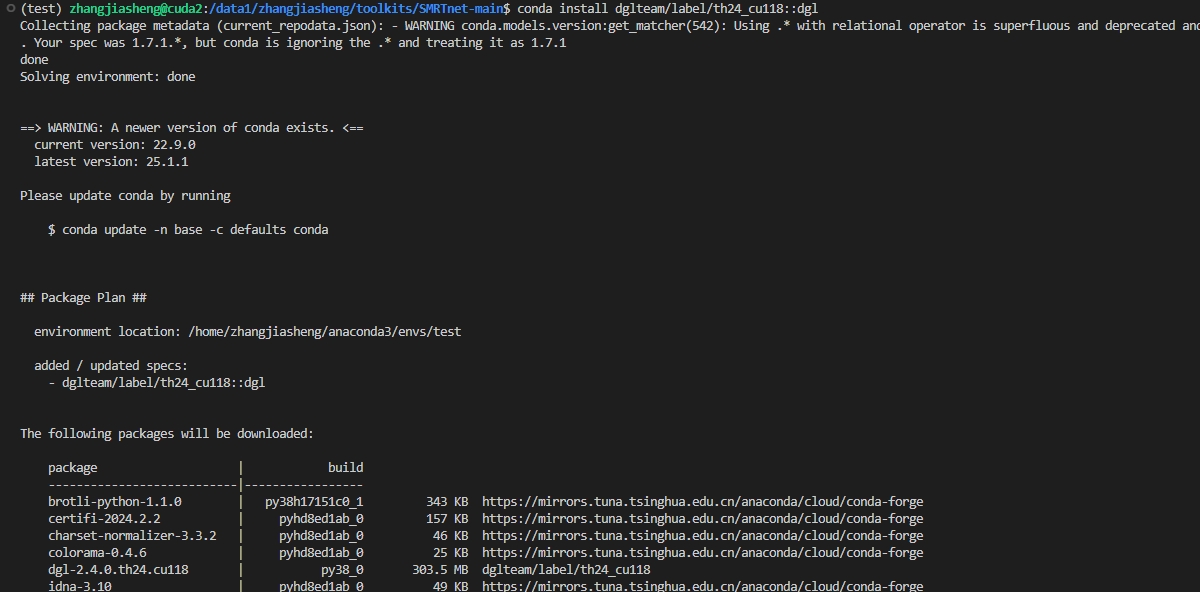 (test) zhangjiasheng@cuda2:/data1/zhangjiasheng/toolkits/SMRTnet-main$ conda install dglteam/label/th24_cu118::dgl
Collecting package metadata (current_repodata.json): - WARNING conda.models.version:get_matcher(542): Using .* with relational operator is superfluous and deprecated and
. Your spec was 1.7.1.*, but conda is ignoring the .* and treating it as 1.7.1
done
Solving environment: done
==> WARNING: A newer version of conda exists. <==
current version: 22.9.0
latest version: 25.1.1
Please update conda by running
$ conda update -n base -c defaults conda
## Package Plan ##
environment location: /home/zhangjiasheng/anaconda3/envs/test
added / updated specs:
- dglteam/label/th24_cu118::dgl
The following packages will be downloaded:
package | build
---------------------------|-----------------
brotli-python-1.1.0 | py38h17151c0_1 343 KB https://mirrors.tuna.tsinghua.edu.cn/anaconda/cloud/conda-forge
certifi-2024.2.2 | pyhd8ed1ab_0 157 KB https://mirrors.tuna.tsinghua.edu.cn/anaconda/cloud/conda-forge
charset-normalizer-3.3.2 | pyhd8ed1ab_0 46 KB https://mirrors.tuna.tsinghua.edu.cn/anaconda/cloud/conda-forge
colorama-0.4.6 | pyhd8ed1ab_0 25 KB https://mirrors.tuna.tsinghua.edu.cn/anaconda/cloud/conda-forge
dgl-2.4.0.th24.cu118 | py38_0 303.5 MB dglteam/label/th24_cu118
idna-3.10 | pyhd8ed1ab_0 49 KB https://mirrors.tuna.tsinghua.edu.cn/anaconda/cloud/conda-forge